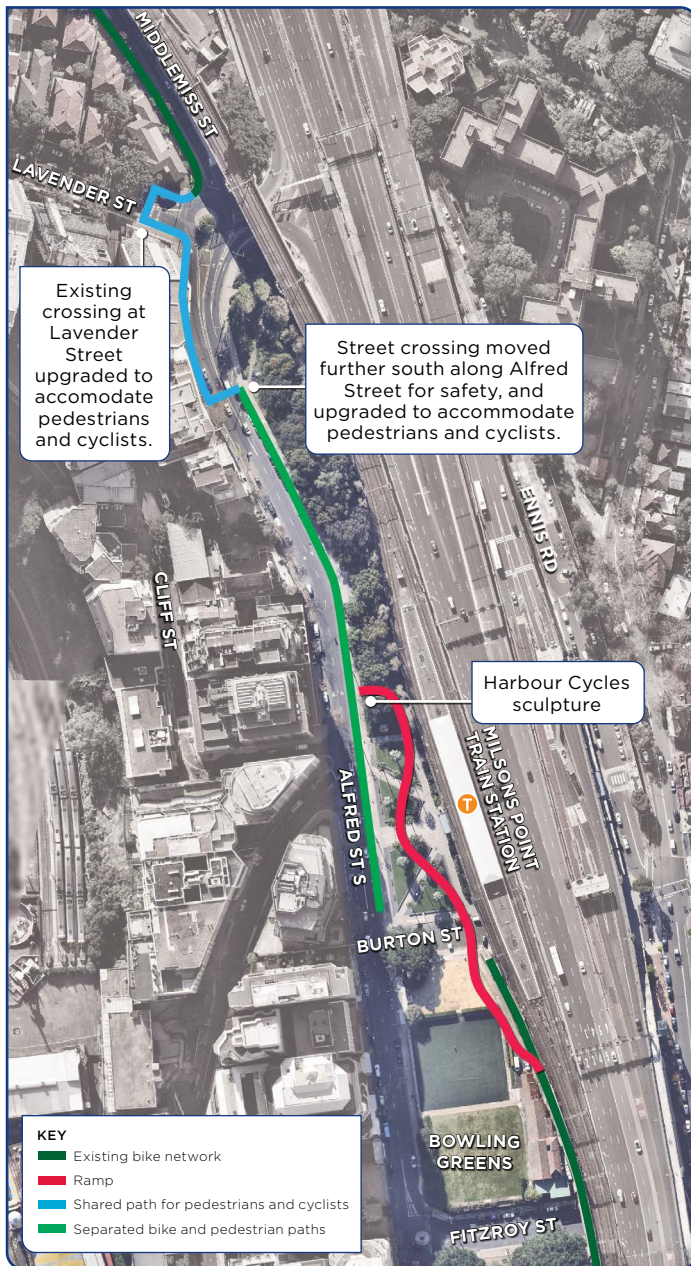 MIDDLEMISS ST
LAVENDER ST
Existing
crossing at
Lavender
Street
upgraded to
accomodate
pedestrians
and cyclists.
Street crossing moved
further south along Alfred
Street for safety, and
upgraded to accommodate
pedestrians and cyclists.
ENNIS RD
CLIFF ST
Harbour Cycles
sculpture
MILSONS POINT
TRAIN STATION
T
ALFRED ST S
BURTON ST
BOWLING
GREENS
FITZROY ST
KEY
Existing bike network
Ramp
Shared path for pedestrians and cyclists
Separated bike and pedestrian paths